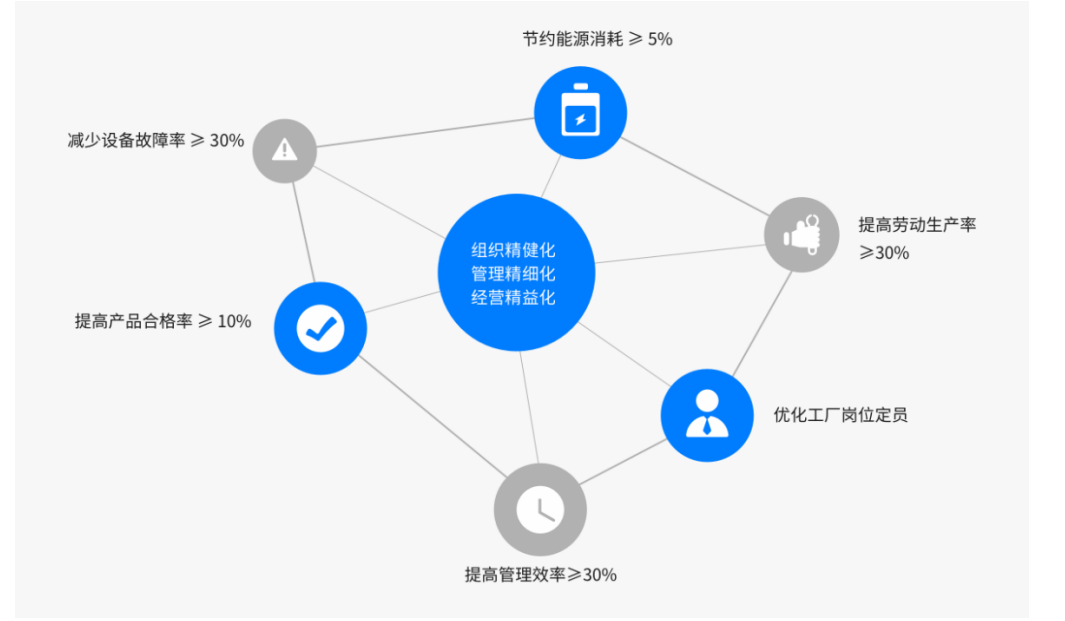 节约能源消耗 ≥ 5%
减少设备故障率 ≥ 30%
提高劳动生产率
≥30%
组织精健化
管理精细化
经营精益化
提高产品合格率 ≥ 10%
优化工厂岗位定员
提高管理效率≥30%